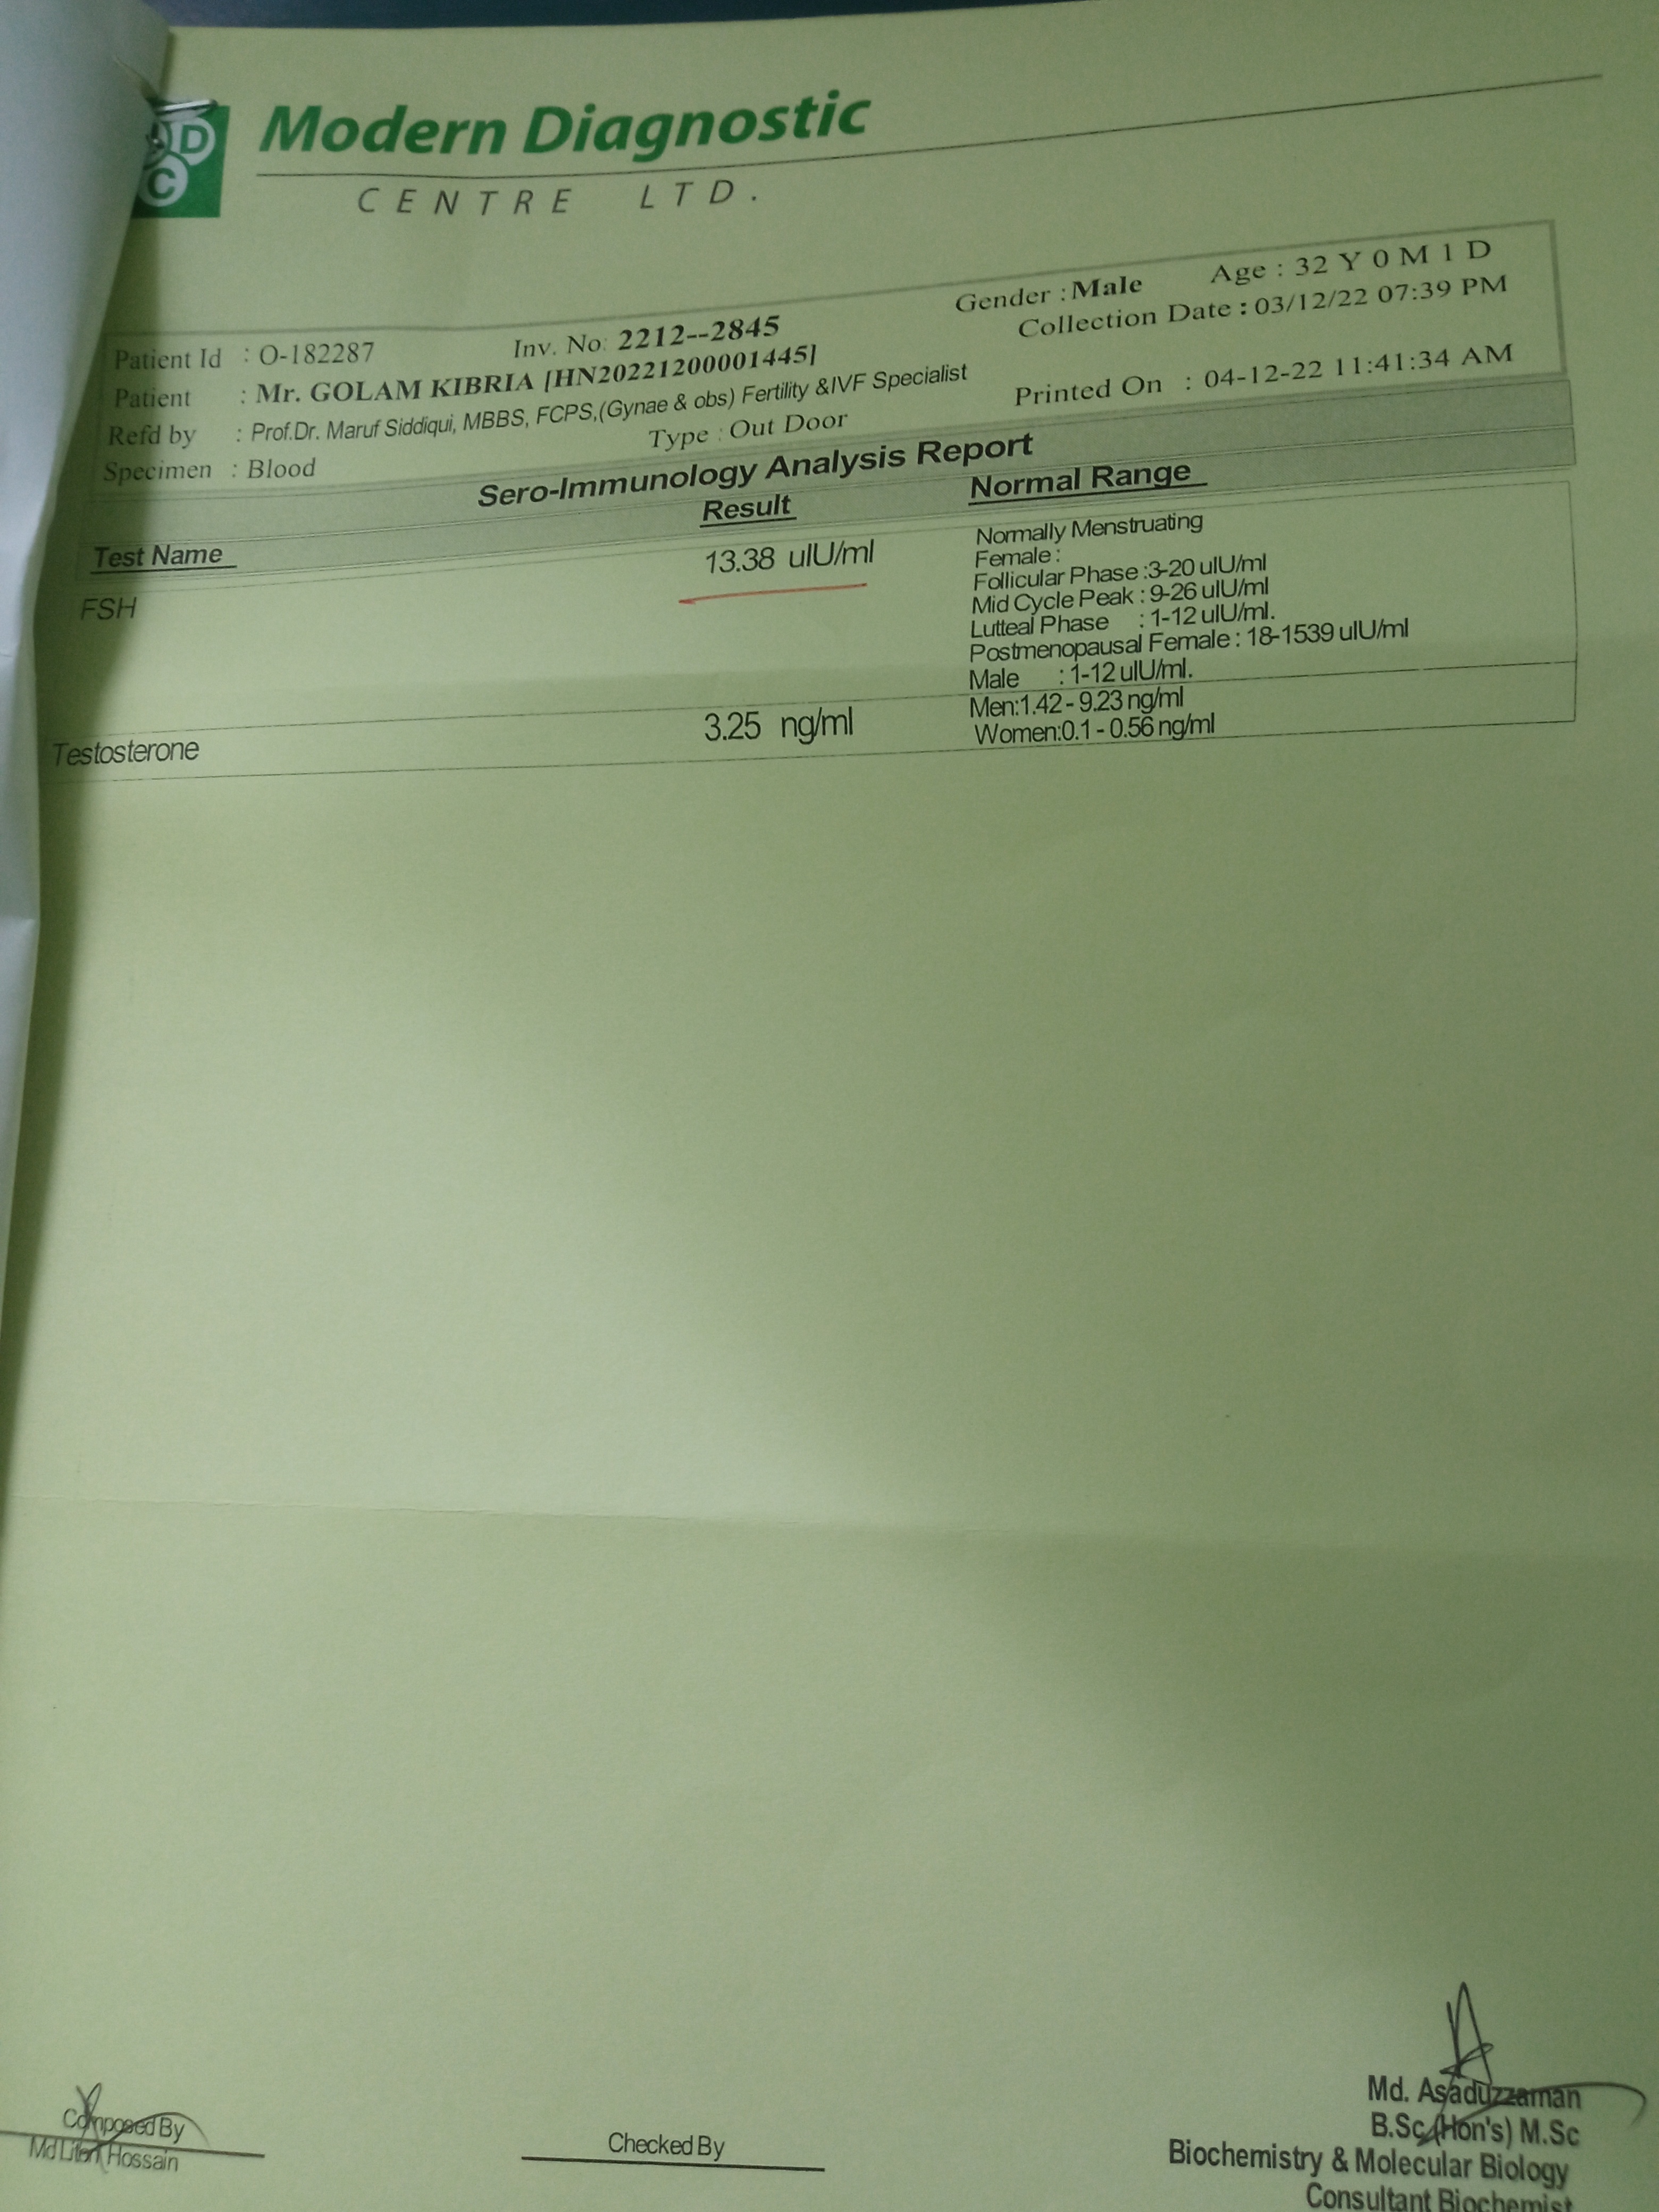 DC
Modern Diagnostic
CENTRE LTD.
Patient Id : O-182287 Inv. No: 2212--2845 Gender : Male Age : 32 Y 0 M 1 D
Patient : Mr. GOLAM KIBRIA [HN20221200001445] Collection Date : 03/12/22 07:39 PM
Refd by : Prof.Dr. Maruf Siddiqui, MBBS, FCPS,(Gynae & obs) Fertility &IVF Specialist
Specimen : Blood Type : Out Door Printed On : 04-12-22 11:41:34 AM
Sero-Immunology Analysis Report
Test Name Result Normal Range
FSH 13.38 uIU/ml Normally Menstruating
Female :
Follicular Phase :3-20 uIU/ml
Mid Cycle Peak : 9-26 uIU/ml
Lutteal Phase : 1-12 uIU/ml.
Postmenopausal Female : 18-1539 uIU/ml
Male : 1-12 uIU/ml.
Testosterone 3.25 ng/ml Men:1.42 - 9.23 ng/ml
Women:0.1 - 0.56 ng/ml
Composed By
Md Liton Hossain
Checked By
Md. Asaduzzaman
B.Sc (Hon's) M.Sc
Biochemistry & Molecular Biology
Consultant Biochemist